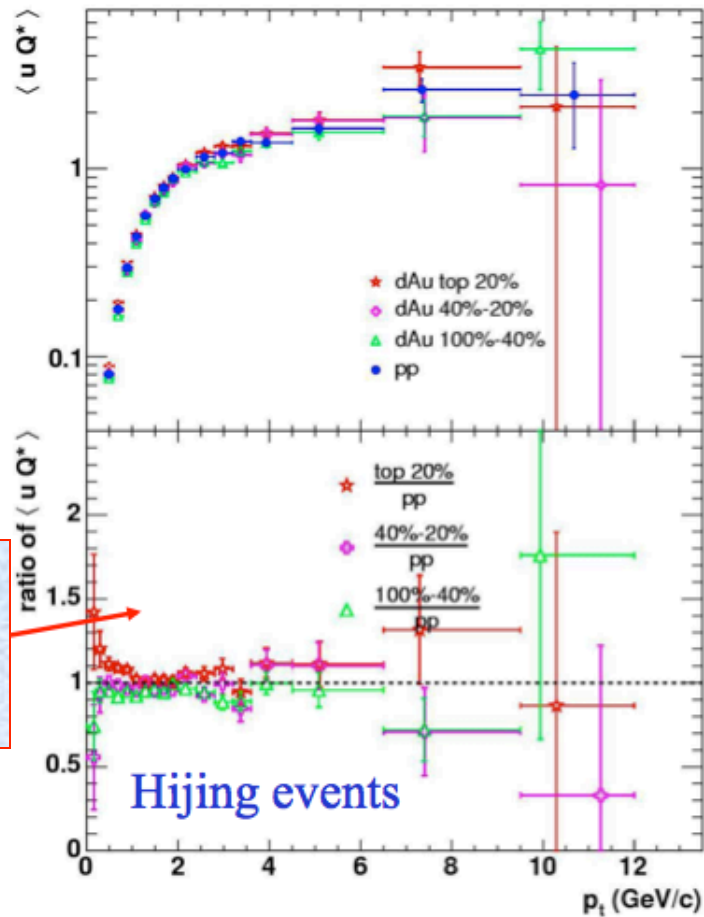 ⟨ u Q* ⟩
1
0.1
dAu top 20%
dAu 40%-20%
dAu 100%-40%
pp
ratio of ⟨ u Q* ⟩
2
1.5
1
0.5
0
top 20%
pp
40%-20%
pp
100%-40%
pp
Hijing events
0 2 4 6 8 10 12
pₜ (GeV/c)